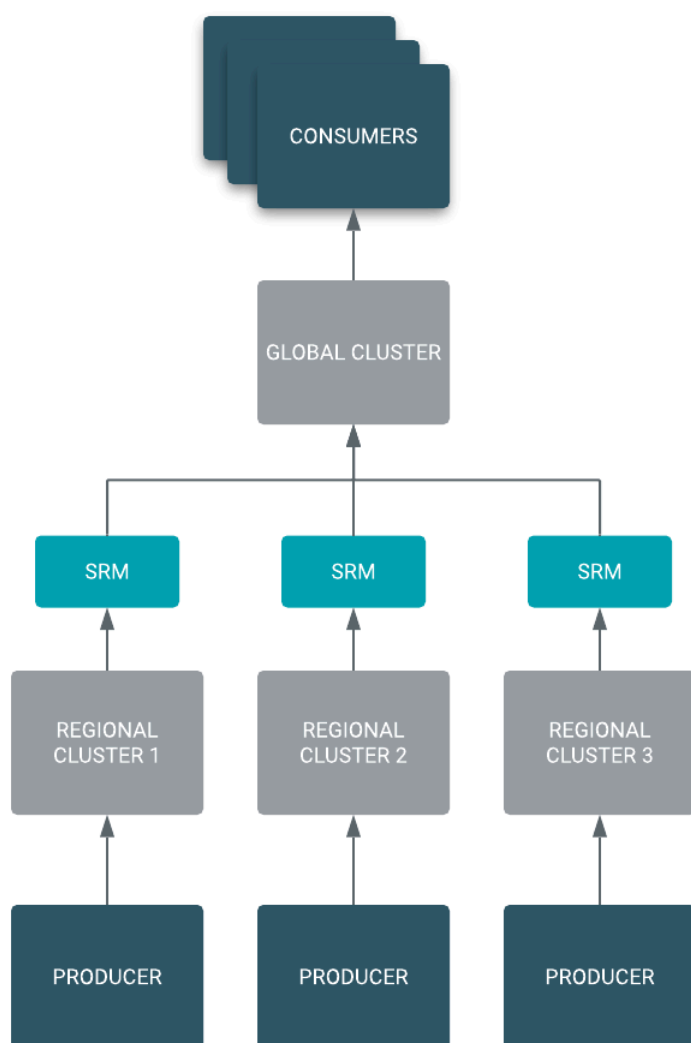 CONSUMERS
GLOBAL CLUSTER
SRM
SRM
SRM
REGIONAL
CLUSTER 1
REGIONAL
CLUSTER 2
REGIONAL
CLUSTER 3
PRODUCER
PRODUCER
PRODUCER